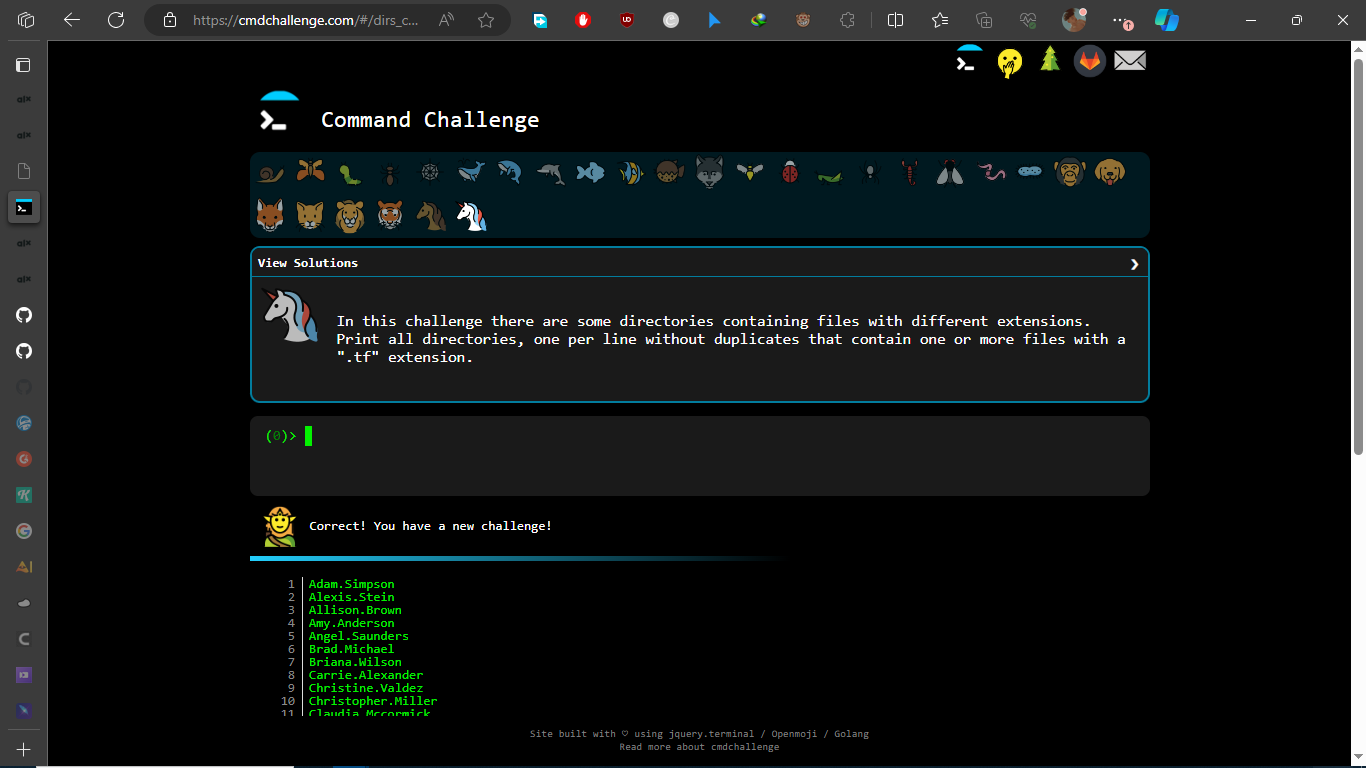 https://cmdchallenge.com/#/dirs_c...
Command Challenge
View Solutions
In this challenge there are some directories containing files with different extensions.
Print all directories, one per line without duplicates that contain one or more files with a
".tf" extension.
(0)>
Correct! You have a new challenge!
1 Adam.Simpson
2 Alexis.Stein
3 Allison.Brown
4 Amy.Anderson
5 Angel.Saunders
6 Brad.Michael
7 Briana.Wilson
8 Carrie.Alexander
9 Christine.Valdez
10 Christopher.Miller
11 Claudia.Mccormick
Site built with ♡ using jquery.terminal / Openmoji / Golang
Read more about cmdchallenge